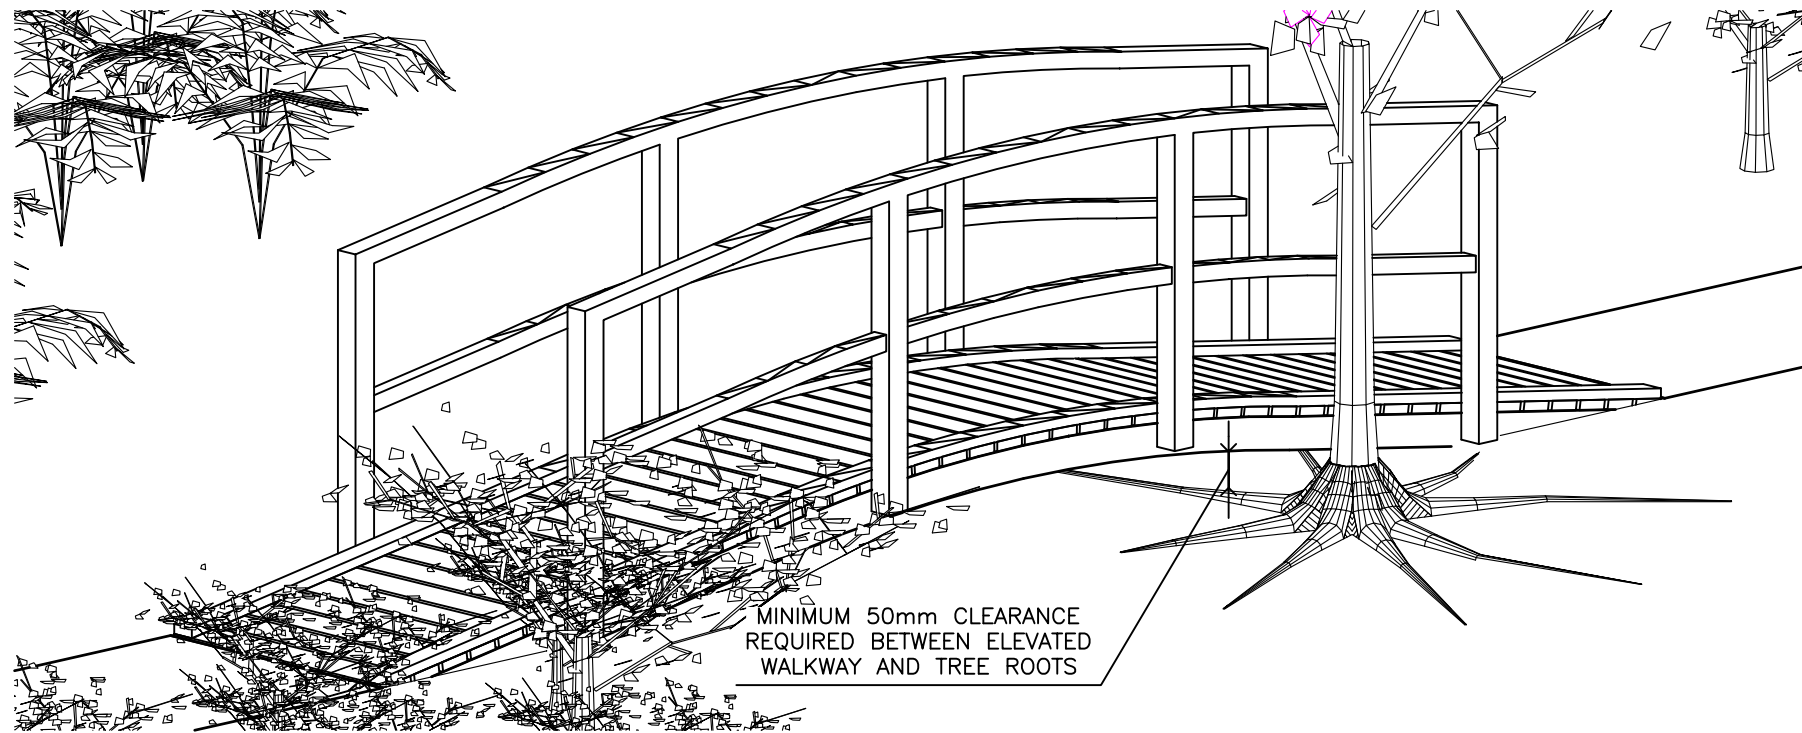 MINIMUM 50mm CLEARANCE
REQUIRED BETWEEN ELEVATED
WALKWAY AND TREE ROOTS